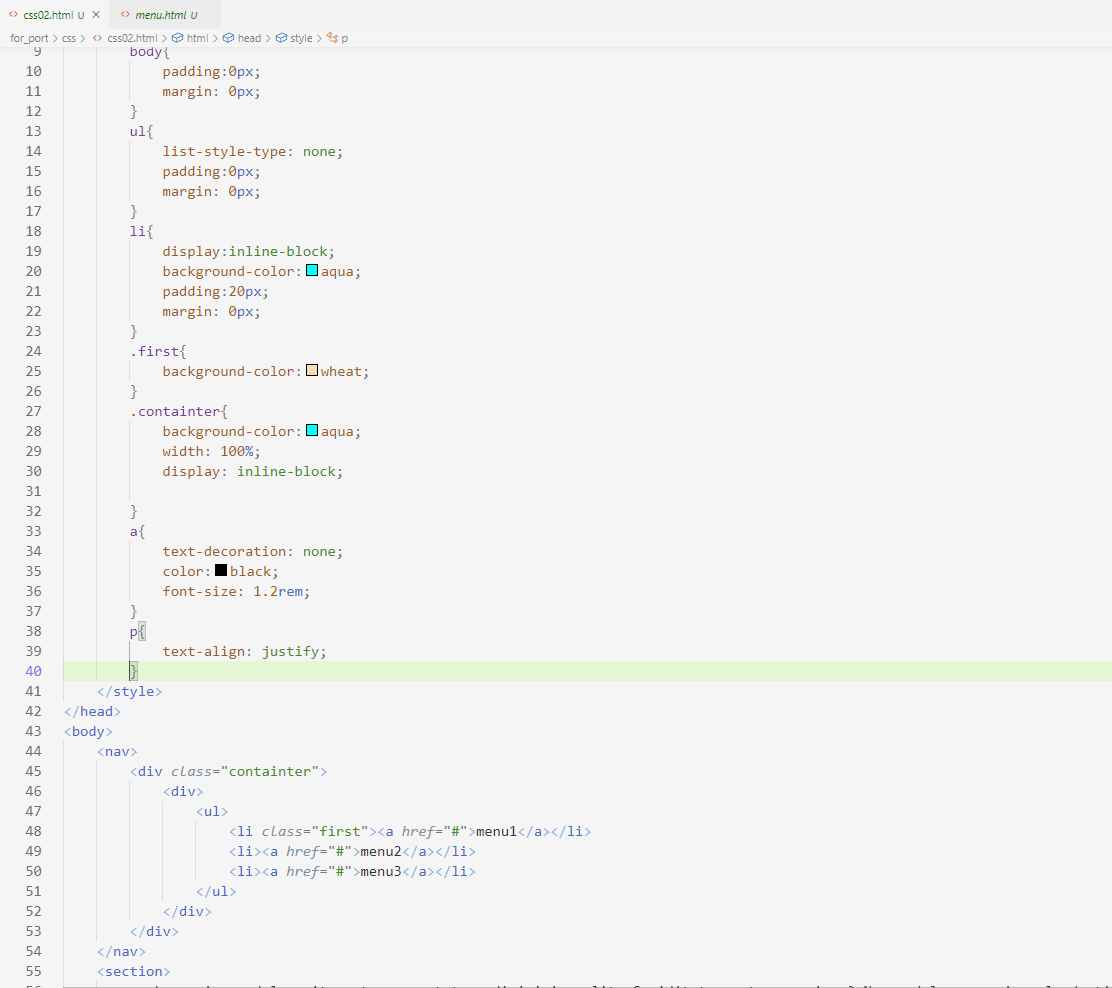 css02.html U ×
menu.html U
for_port > css > css02.html > html > head > style > p
9 body{
10 padding:0px;
11 margin: 0px;
12 }
13 ul{
14 list-style-type: none;
15 padding:0px;
16 margin: 0px;
17 }
18 li{
19 display:inline-block;
20 background-color: aqua;
21 padding:20px;
22 margin: 0px;
23 }
24 .first{
25 background-color: wheat;
26 }
27 .containter{
28 background-color: aqua;
29 width: 100%;
30 display: inline-block;
31
32 }
33 a{
34 text-decoration: none;
35 color: black;
36 font-size: 1.2rem;
37 }
38 p{
39 text-align: justify;
40 }
41 </style>
42 </head>
43 <body>
44 <nav>
45 <div class="containter">
46 <div>
47 <ul>
48 <li class="first"><a href="#">menu1</a></li>
49 <li><a href="#">menu2</a></li>
50 <li><a href="#">menu3</a></li>
51 </ul>
52 </div>
53 </div>
54 </nav>
55 <section>